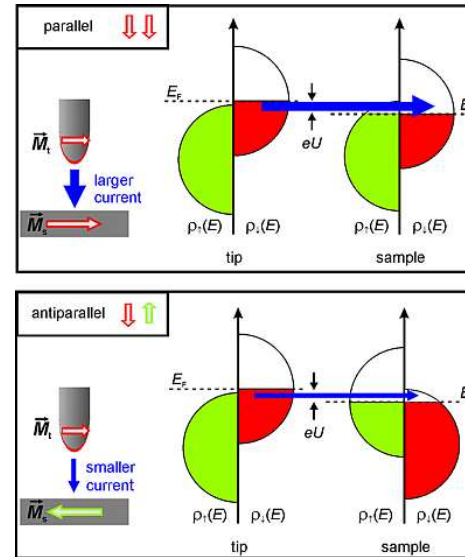 parallel
E_F
E
M_t
larger
current
eU
M_s
ρ↑(E) ρ↓(E)
ρ↑(E) ρ↓(E)
tip
sample
antiparallel
E_F
E
M_t
eU
smaller
current
M_s
ρ↑(E) ρ↓(E)
ρ↑(E) ρ↓(E)
tip
sample